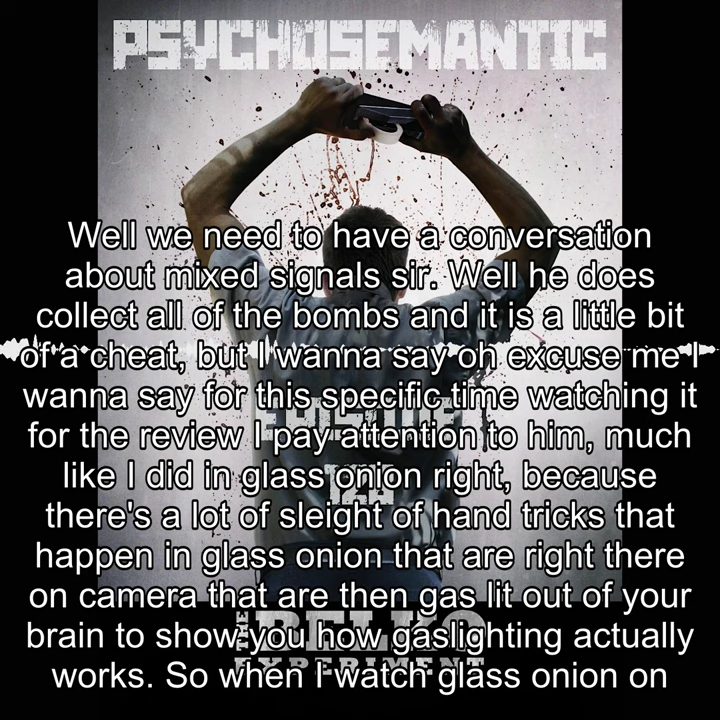 PSYCHOSEMANTIC
Well we need to have a conversation
about mixed signals sir. Well he does
collect all of the bombs and it is a little bit
of a cheat, but I wanna say oh excuse me I
wanna say for this specific time watching it
EPISODE
for the review I pay attention to him, much
like I did in glass onion right, because
there's a lot of sleight of hand tricks that
happen in glass onion that are right there
on camera that are then gas lit out of your
THE
BELKO
brain to show you how gaslighting actually
EXPERIMENT
works. So when I watch glass onion on